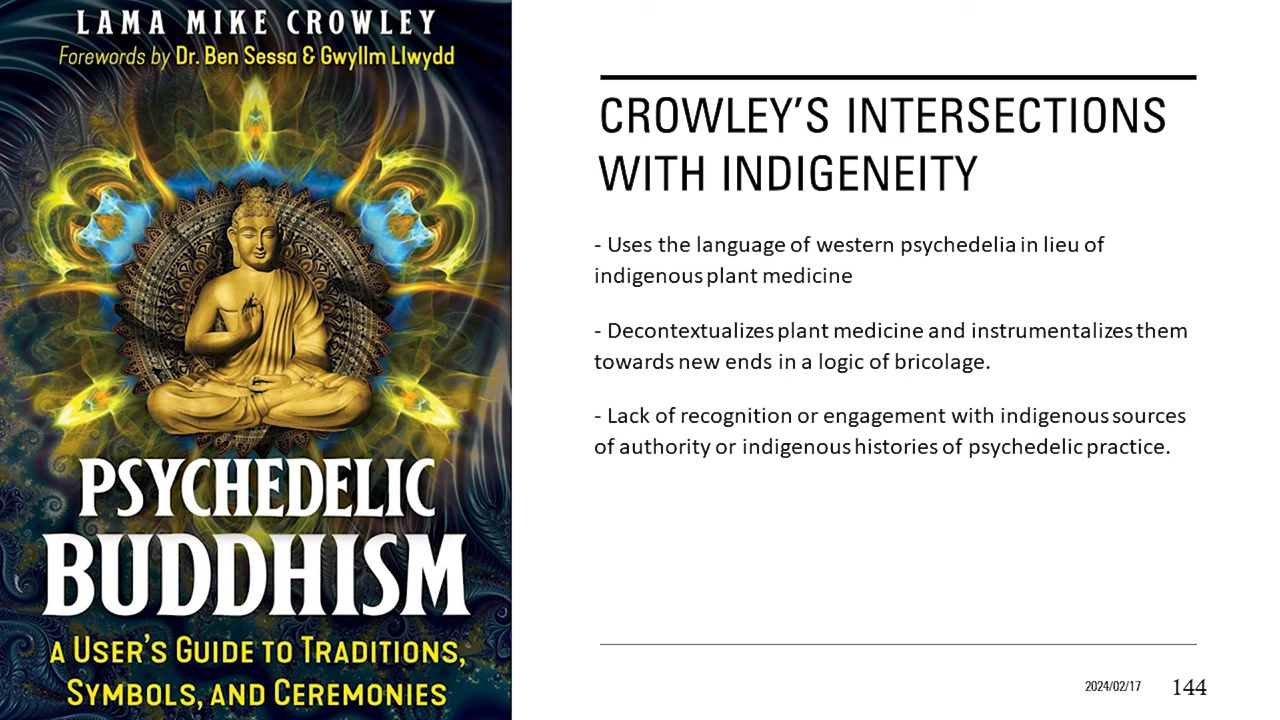 LAMA MIKE CROWLEY
Forewords by Dr. Ben Sessa & Gwyllm Llwydd
PSYCHEDELIC
BUDDHISM
A USER'S GUIDE TO TRADITIONS,
SYMBOLS, AND CEREMONIES
CROWLEY'S INTERSECTIONS
WITH INDIGENEITY
- Uses the language of western psychedelia in lieu of
indigenous plant medicine
- Decontextualizes plant medicine and instrumentalizes them
towards new ends in a logic of bricolage.
- Lack of recognition or engagement with indigenous sources
of authority or indigenous histories of psychedelic practice.
2024/02/17 144